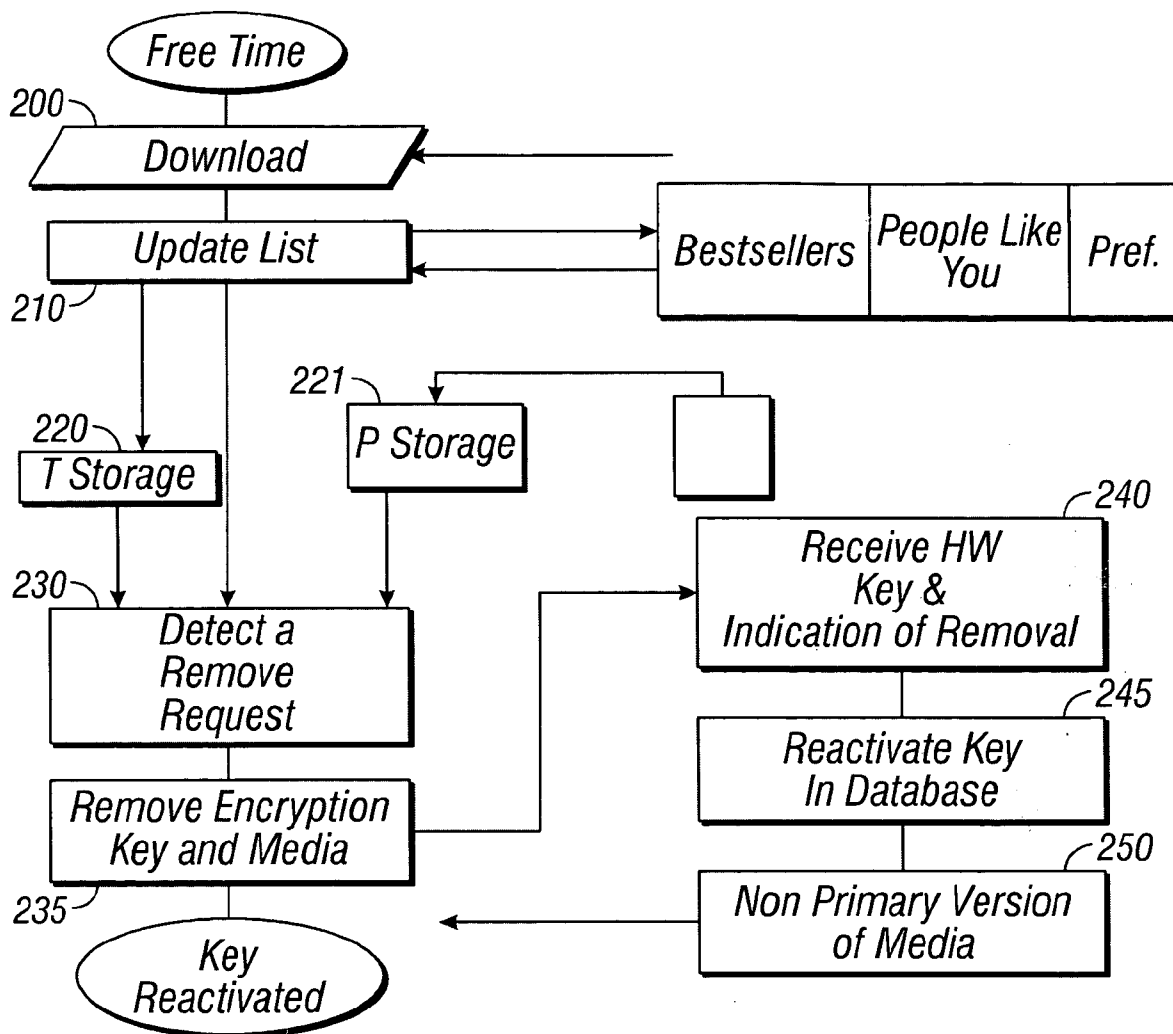 Free Time
200
Download
Update List
210
Bestsellers
People Like
You
Pref.
221
P Storage
220
T Storage
230
Detect a
Remove
Request
240
Receive HW
Key &
Indication of Removal
245
Reactivate Key
In Database
Remove Encryption
Key and Media
235
250
Non Primary Version
of Media
Key
Reactivated